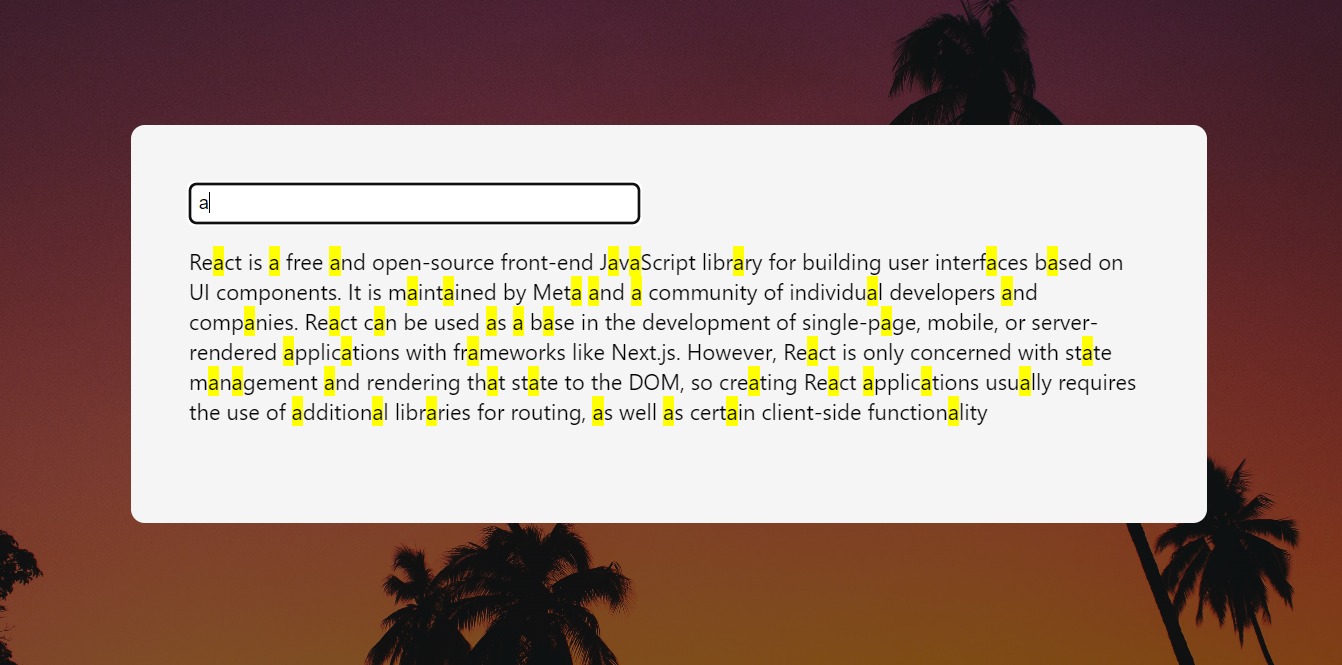 a
React is a free and open-source front-end JavaScript library for building user interfaces based on
UI components. It is maintained by Meta and a community of individual developers and
companies. React can be used as a base in the development of single-page, mobile, or server-
rendered applications with frameworks like Next.js. However, React is only concerned with state
management and rendering that state to the DOM, so creating React applications usually requires
the use of additional libraries for routing, as well as certain client-side functionality